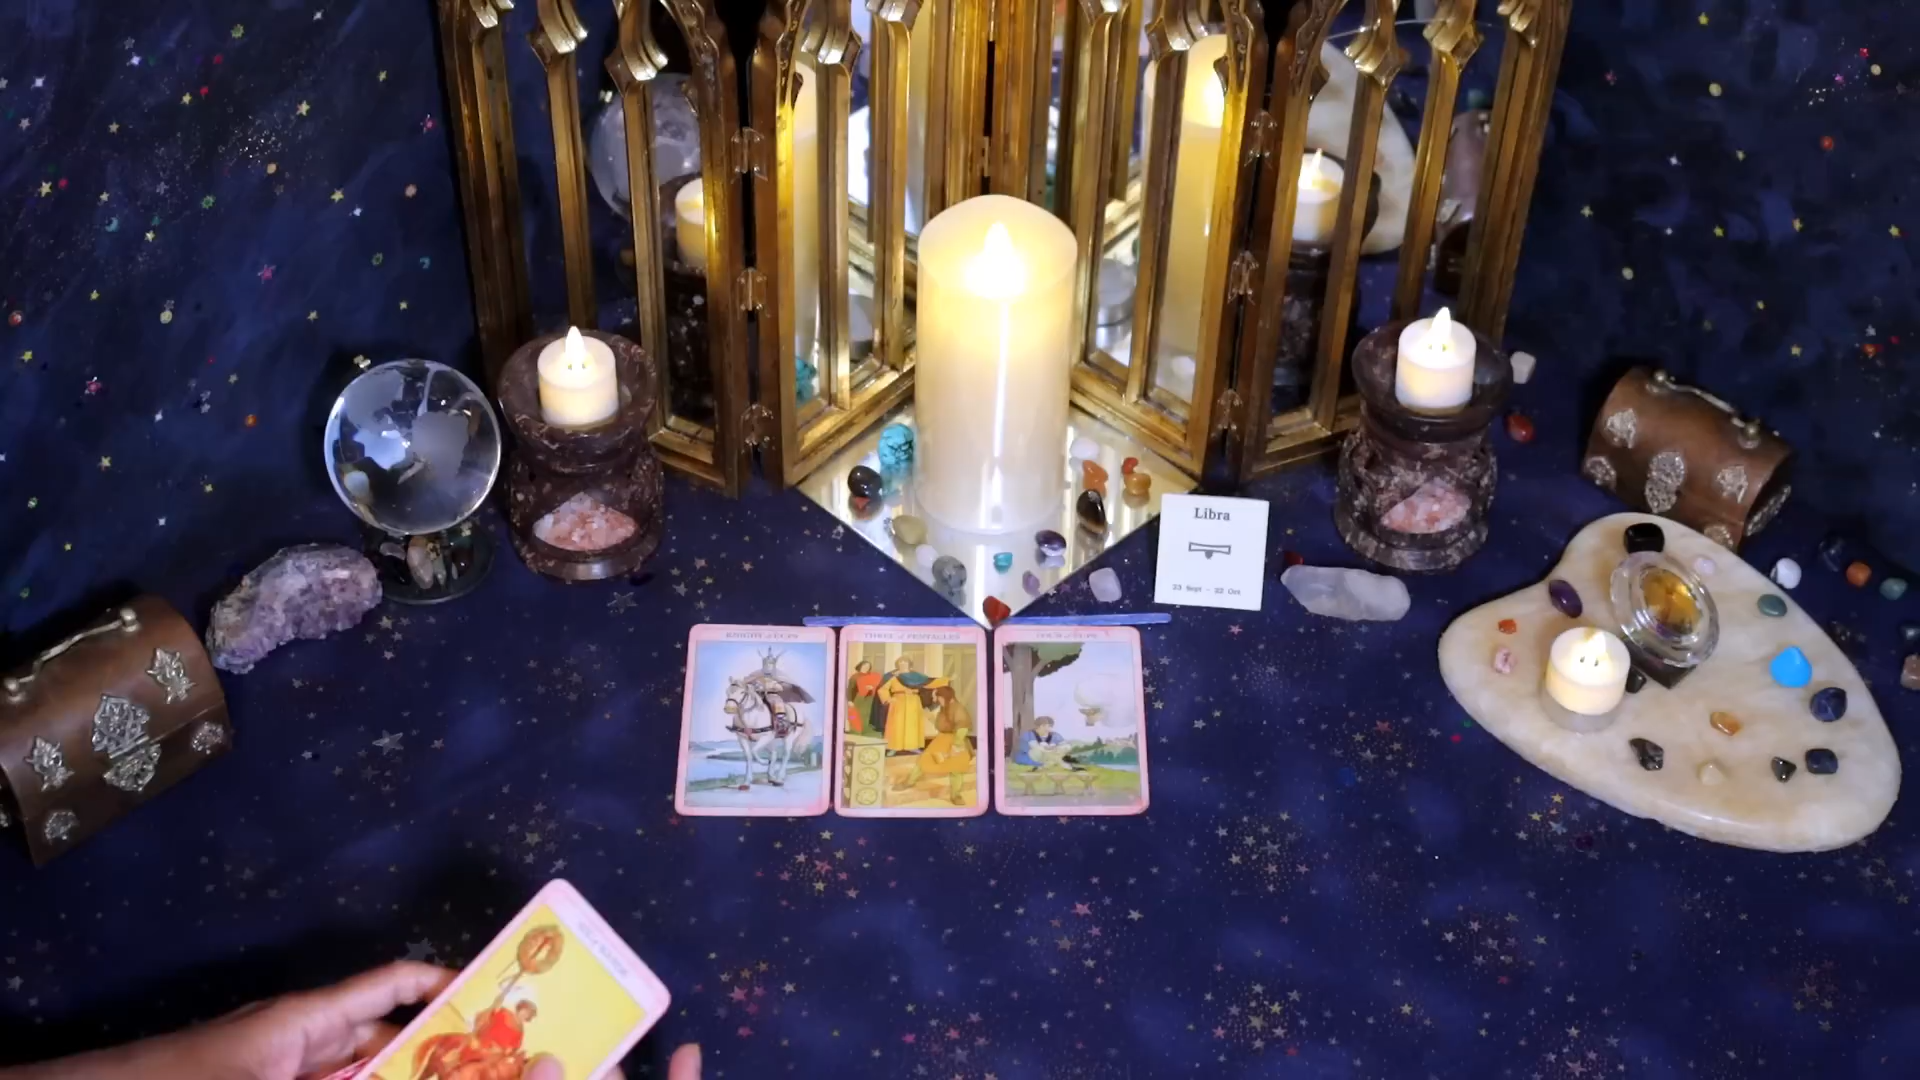 Libra
23 Sept - 22 Oct
KNIGHT of CUPS
THREE of PENTACLES
FOUR of CUPS